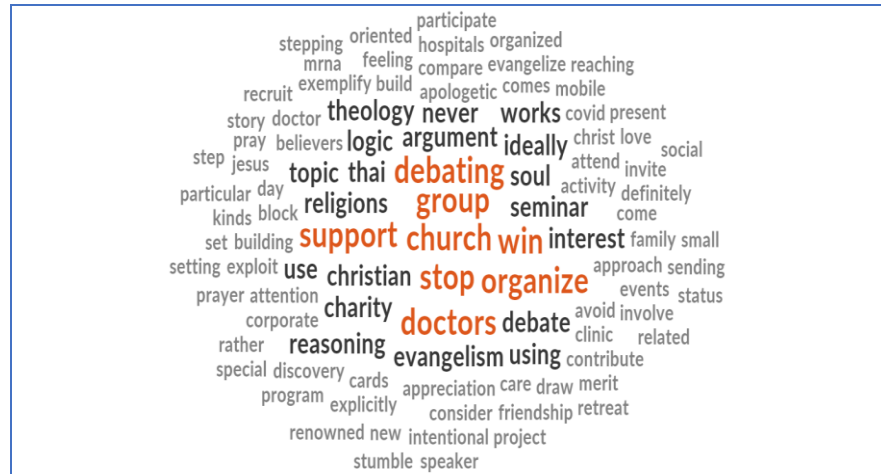 participate
stepping oriented hospitals organized
mrna feeling compare evangelize reaching
recruit exemplify build apologetic comes mobile
story doctor theology never works covid present
pray believers logic argument ideally christ love
step jesus topic thai debating soul attend invite social
particular day religions group seminar activity definitely
kinds block come
set building support church win interest family small
setting exploit use christian stop organize approach sending
prayer attention charity events status
corporate doctors debate avoid involve
rather reasoning clinic related
evangelism using contribute
special discovery cards appreciation care draw merit
program explicitly consider friendship retreat
renowned new intentional project
stumble speaker